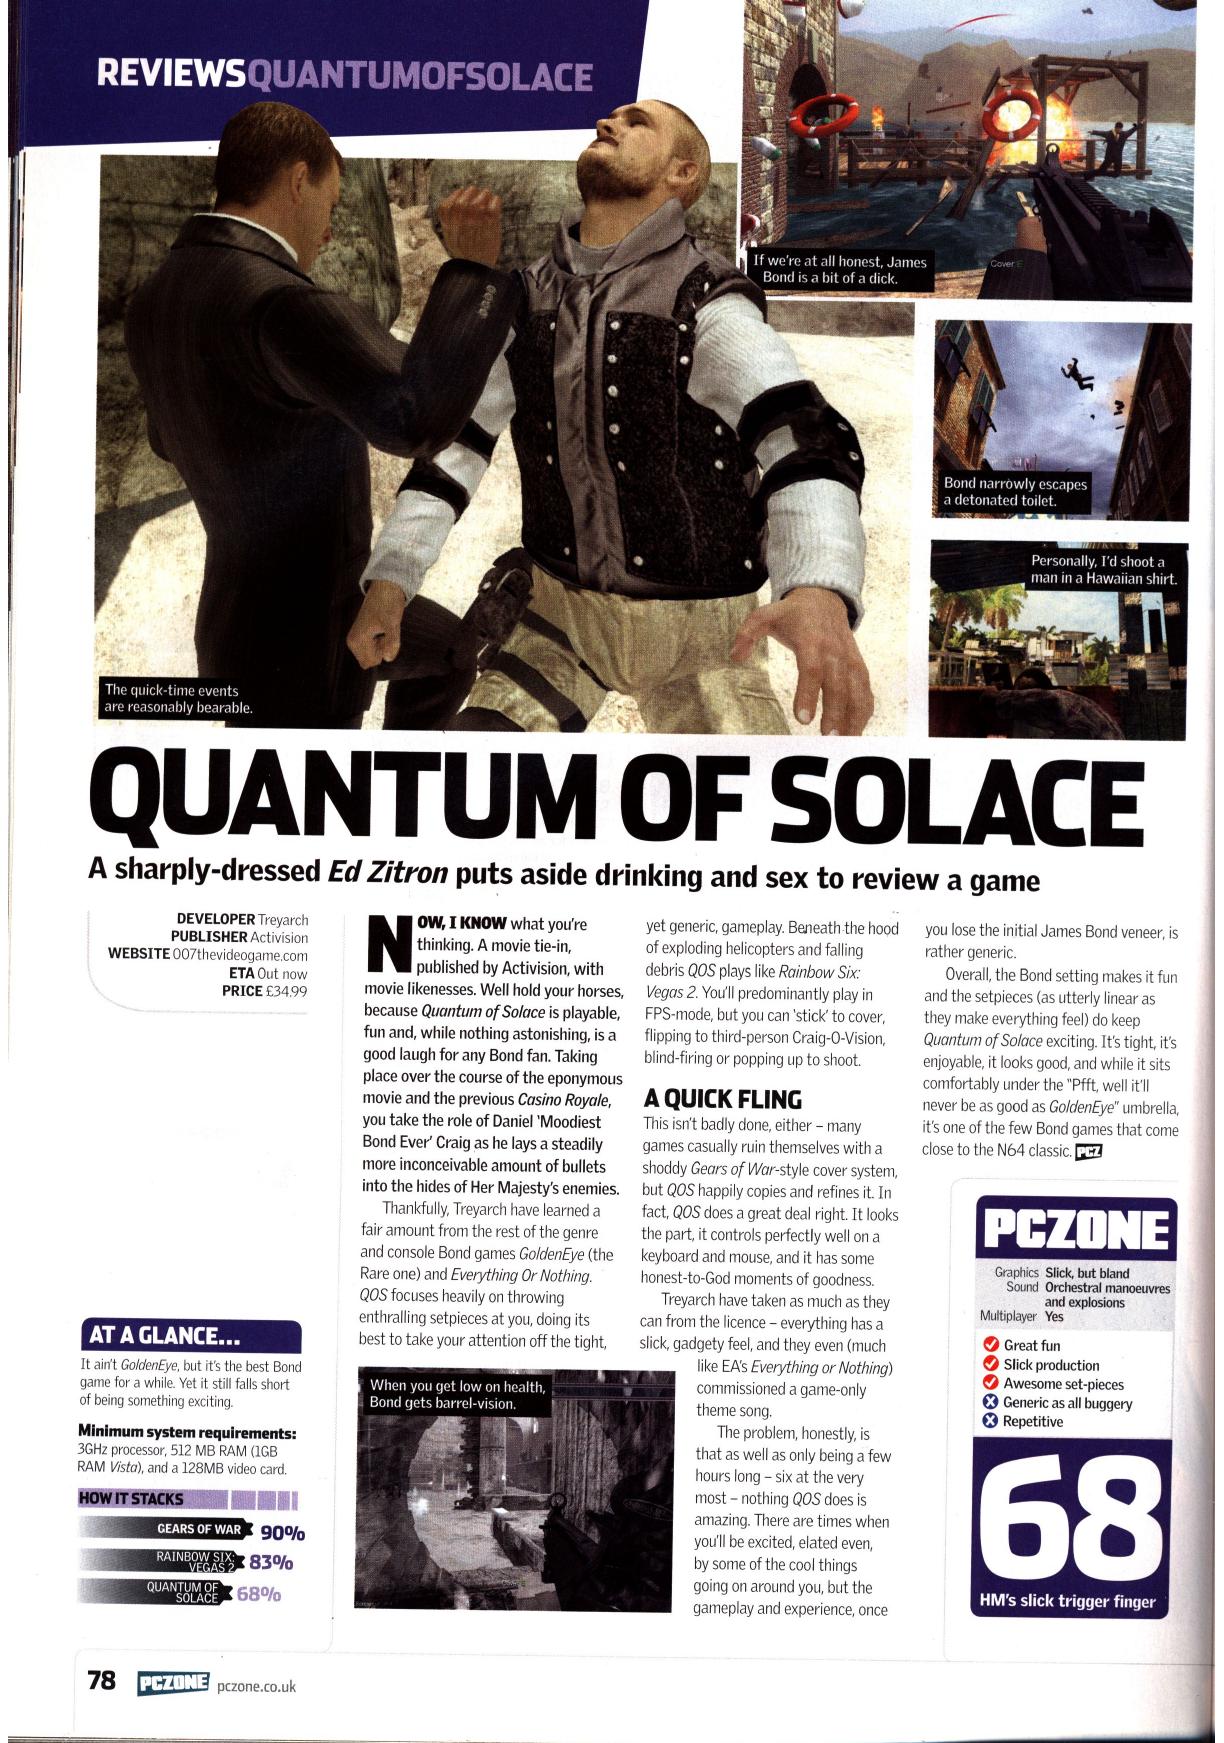 REVIEWSQUANTUMOFSOLACE
If we're at all honest, James
Bond is a bit of a dick.
Cover E
Bond narrowly escapes
a detonated toilet.
Personally, I'd shoot a
man in a Hawaiian shirt.
The quick-time events
are reasonably bearable.
QUANTUM OF SOLACE
A sharply-dressed Ed Zitron puts aside drinking and sex to review a game
DEVELOPER Treyarch
PUBLISHER Activision
WEBSITE 007thevideogame.com
ETA Out now
PRICE £34.99
NOW, I KNOW what you're
thinking. A movie tie-in,
published by Activision, with
movie likenesses. Well hold your horses,
because Quantum of Solace is playable,
fun and, while nothing astonishing, is a
good laugh for any Bond fan. Taking
place over the course of the eponymous
movie and the previous Casino Royale,
you take the role of Daniel 'Moodiest
Bond Ever' Craig as he lays a steadily
more inconceivable amount of bullets
into the hides of Her Majesty's enemies.
Thankfully, Treyarch have learned a
fair amount from the rest of the genre
and console Bond games GoldenEye (the
Rare one) and Everything Or Nothing.
QOS focuses heavily on throwing
enthralling setpieces at you, doing its
best to take your attention off the tight,
yet generic, gameplay. Beneath the hood
of exploding helicopters and falling
debris QOS plays like Rainbow Six:
Vegas 2. You'll predominantly play in
FPS-mode, but you can 'stick' to cover,
flipping to third-person Craig-O-Vision,
blind-firing or popping up to shoot.
A QUICK FLING
This isn't badly done, either – many
games casually ruin themselves with a
shoddy Gears of War-style cover system,
but QOS happily copies and refines it. In
fact, QOS does a great deal right. It looks
the part, it controls perfectly well on a
keyboard and mouse, and it has some
honest-to-God moments of goodness.
Treyarch have taken as much as they
can from the licence – everything has a
slick, gadgety feel, and they even (much
like EA's Everything or Nothing)
commissioned a game-only
theme song.
The problem, honestly, is
that as well as only being a few
hours long – six at the very
most – nothing QOS does is
amazing. There are times when
you'll be excited, elated even,
by some of the cool things
going on around you, but the
gameplay and experience, once
you lose the initial James Bond veneer, is
rather generic.
Overall, the Bond setting makes it fun
and the setpieces (as utterly linear as
they make everything feel) do keep
Quantum of Solace exciting. It's tight, it's
enjoyable, it looks good, and while it sits
comfortably under the "Pfft, well it'll
never be as good as GoldenEye" umbrella,
it's one of the few Bond games that come
close to the N64 classic. PCZ
When you get low on health,
Bond gets barrel-vision.
AT A GLANCE...
It ain't GoldenEye, but it's the best Bond
game for a while. Yet it still falls short
of being something exciting.
Minimum system requirements:
3GHz processor, 512 MB RAM (1GB
RAM Vista), and a 128MB video card.
HOW IT STACKS
GEARS OF WAR 90%
RAINBOW SIX:
VEGAS 2 83%
QUANTUM OF
SOLACE 68%
PCZONE
Graphics Slick, but bland
Sound Orchestral manoeuvres
and explosions
Multiplayer Yes
Great fun
Slick production
Awesome set-pieces
Generic as all buggery
Repetitive
68
HM's slick trigger finger
78 PCZONE pczone.co.uk